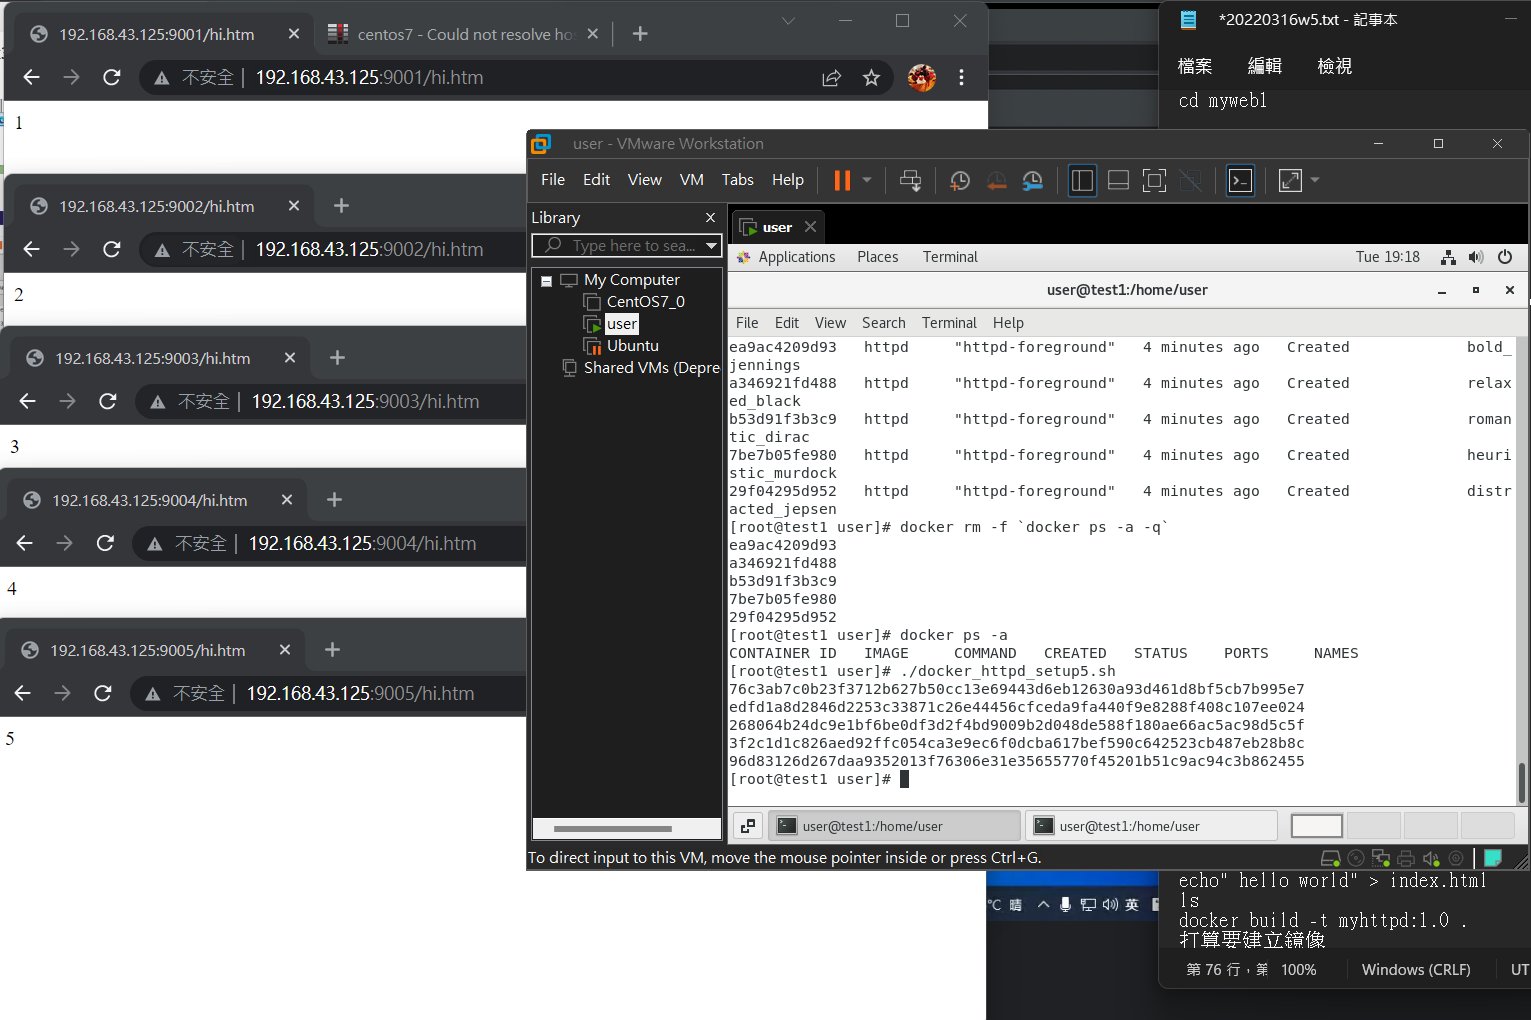 192.168.43.125:9001/hi.htm
centos7 - Could not resolve hos
不安全 | 192.168.43.125:9001/hi.htm
1
192.168.43.125:9002/hi.htm
不安全 | 192.168.43.125:9002/hi.htm
2
192.168.43.125:9003/hi.htm
不安全 | 192.168.43.125:9003/hi.htm
3
192.168.43.125:9004/hi.htm
不安全 | 192.168.43.125:9004/hi.htm
4
192.168.43.125:9005/hi.htm
不安全 | 192.168.43.125:9005/hi.htm
5
*20220316w5.txt - 記事本
檔案 編輯 檢視
cd myweb1
user - VMware Workstation
File Edit View VM Tabs Help
Library
Type here to sea...
My Computer
CentOS7_0
user
Ubuntu
Shared VMs (Depre
user
Applications Places Terminal Tue 19:18
user@test1:/home/user
File Edit View Search Terminal Help
ea9ac4209d93 httpd "httpd-foreground" 4 minutes ago Created bold_
jennings
a346921fd488 httpd "httpd-foreground" 4 minutes ago Created relax
ed_black
b53d91f3b3c9 httpd "httpd-foreground" 4 minutes ago Created roman
tic_dirac
7be7b05fe980 httpd "httpd-foreground" 4 minutes ago Created heuri
stic_murdock
29f04295d952 httpd "httpd-foreground" 4 minutes ago Created distr
acted_jepsen
[root@test1 user]# docker rm -f `docker ps -a -q`
ea9ac4209d93
a346921fd488
b53d91f3b3c9
7be7b05fe980
29f04295d952
[root@test1 user]# docker ps -a
CONTAINER ID IMAGE COMMAND CREATED STATUS PORTS NAMES
[root@test1 user]# ./docker_httpd_setup5.sh
76c3ab7c0b23f3712b627b50cc13e69443d6eb12630a93d461d8bf5cb7b995e7
edfd1a8d2846d2253c33871c26e44456cfceda9fa440f9e8288f408c107ee024
268064b24dc9e1bf6be0df3d2f4bd9009b2d048de588f180ae66ac5ac98d5c5f
3f2c1d1c826aed92ffc054ca3e9ec6f0dcba617bef590c642523cb487eb28b8c
96d83126d267daa9352013f76306e31e35655770f45201b51c9ac94c3b862455
[root@test1 user]#
user@test1:/home/user
user@test1:/home/user
To direct input to this VM, move the mouse pointer inside or press Ctrl+G.
°C 晴 英
echo" hello world" > index.html
ls
docker build -t myhttpd:1.0 .
打算要建立鏡像
第 76 行，第 100% Windows (CRLF) UT